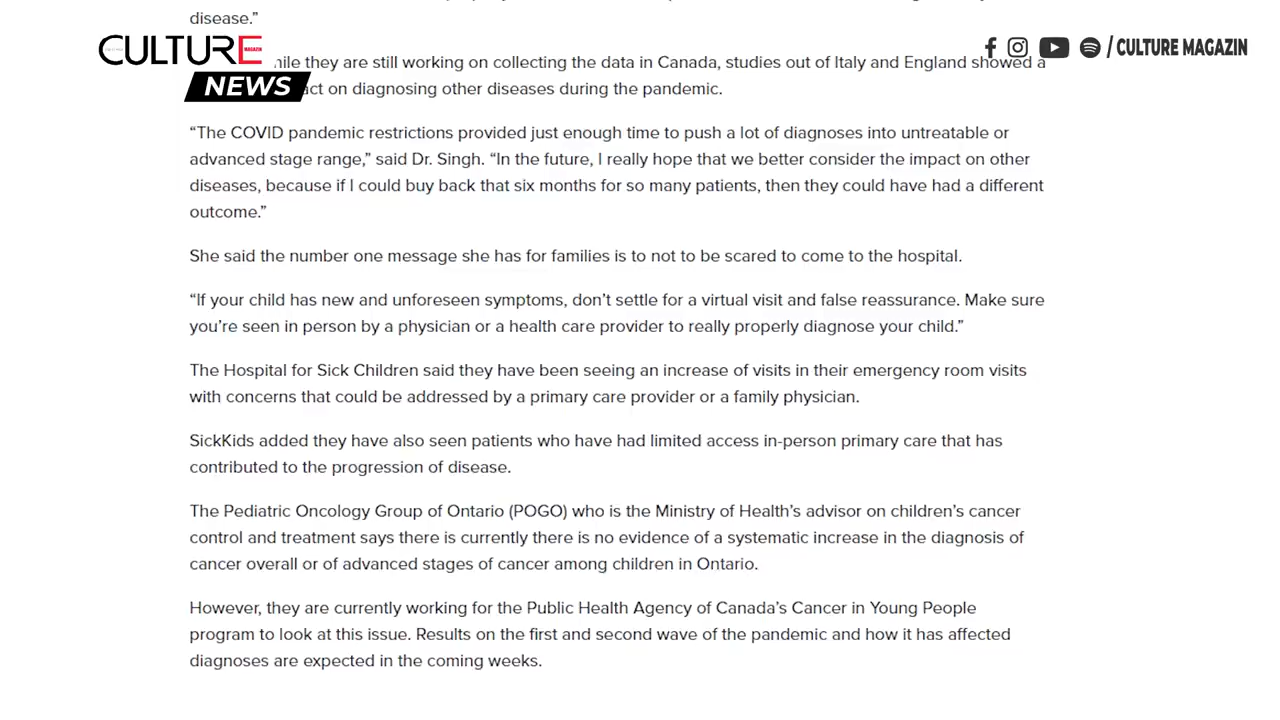 disease.”
CULTURE
MAGAZIN
NEWS
/ CULTURE MAGAZIN
they are still working on collecting the data in Canada, studies out of Italy and England showed a
on diagnosing other diseases during the pandemic.
“The COVID pandemic restrictions provided just enough time to push a lot of diagnoses into untreatable or
advanced stage range,” said Dr. Singh. “In the future, I really hope that we better consider the impact on other
diseases, because if I could buy back that six months for so many patients, then they could have had a different
outcome.”
She said the number one message she has for families is to not to be scared to come to the hospital.
“If your child has new and unforeseen symptoms, don’t settle for a virtual visit and false reassurance. Make sure
you’re seen in person by a physician or a health care provider to really properly diagnose your child.”
The Hospital for Sick Children said they have been seeing an increase of visits in their emergency room visits
with concerns that could be addressed by a primary care provider or a family physician.
SickKids added they have also seen patients who have had limited access in-person primary care that has
contributed to the progression of disease.
The Pediatric Oncology Group of Ontario (POGO) who is the Ministry of Health’s advisor on children’s cancer
control and treatment says there is currently there is no evidence of a systematic increase in the diagnosis of
cancer overall or of advanced stages of cancer among children in Ontario.
However, they are currently working for the Public Health Agency of Canada’s Cancer in Young People
program to look at this issue. Results on the first and second wave of the pandemic and how it has affected
diagnoses are expected in the coming weeks.